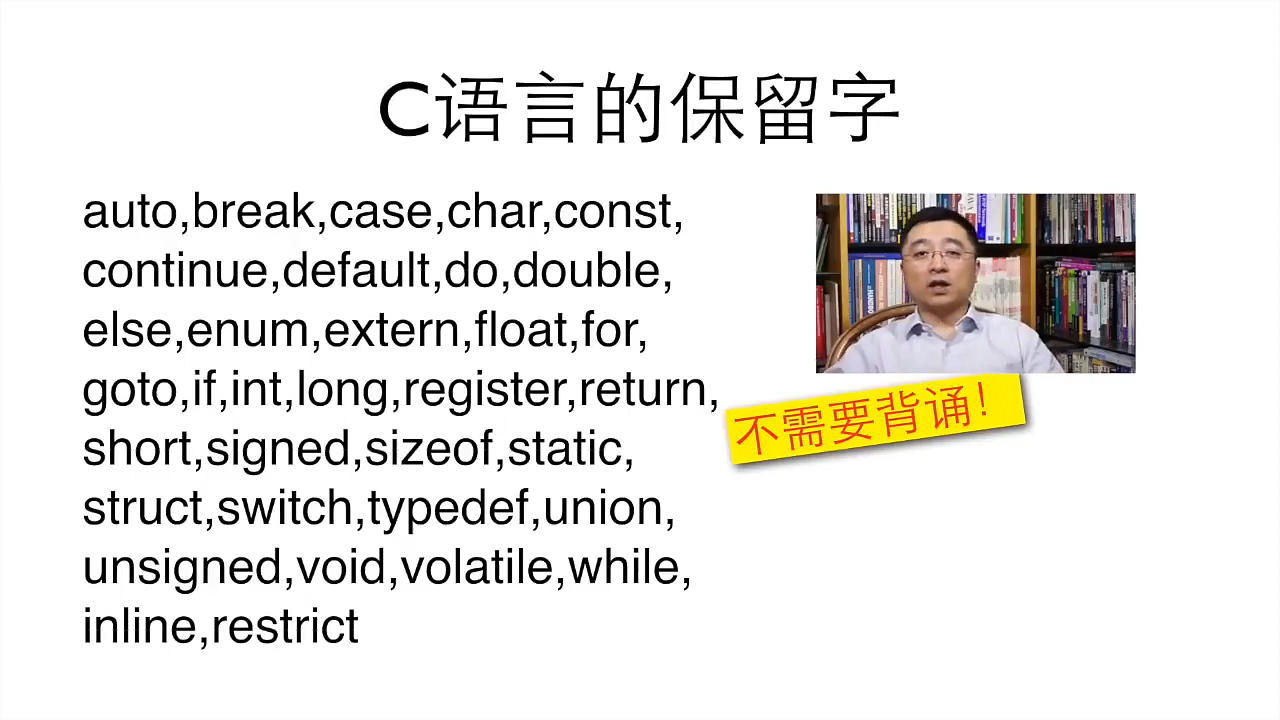 C语言的保留字
auto,break,case,char,const,
continue,default,do,double,
else,enum,extern,float,for,
goto,if,int,long,register,return,
short,signed,sizeof,static,
struct,switch,typedef,union,
unsigned,void,volatile,while,
inline,restrict
不需要背诵!